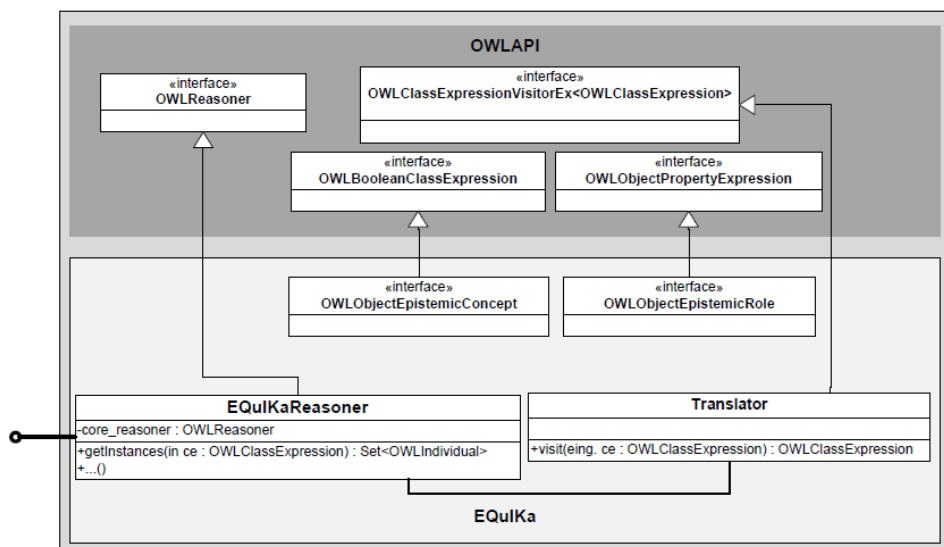 OWLAPI
«interface»
OWLReasoner
«interface»
OWLClassExpressionVisitorEx<OWLClassExpression>
«interface»
OWLBooleanClassExpression
«interface»
OWLObjectPropertyExpression
«interface»
OWLObjectEpistemicConcept
«interface»
OWLObjectEpistemicRole
EQuIKaReasoner
-core_reasoner : OWLReasoner
+getInstances(in ce : OWLClassExpression) : Set<OWLIndividual>
+...()
Translator
+visit(eing. ce : OWLClassExpression) : OWLClassExpression
EQuIKa